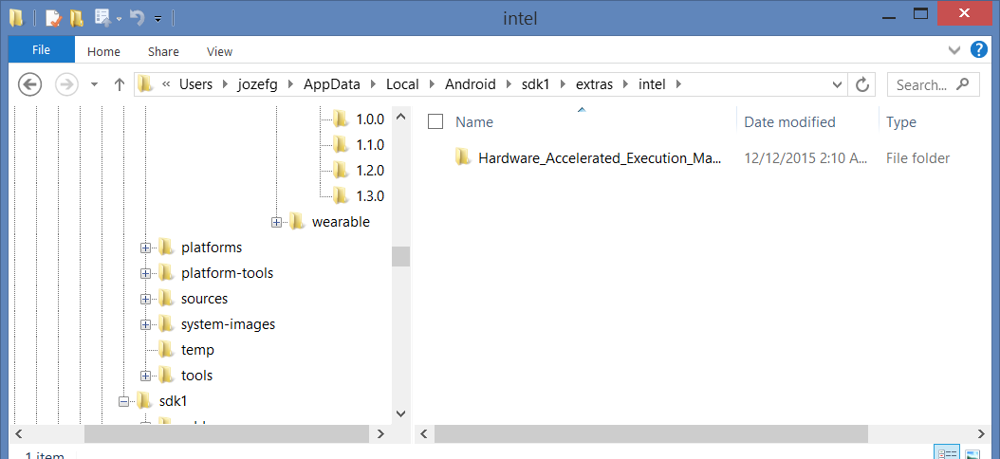 intel
File Home Share View
« Users jozefg AppData Local Android sdk1 extras intel Search...
1.0.0
1.1.0
1.2.0
1.3.0
wearable
platforms
platform-tools
sources
system-images
temp
tools
sdk1
Name Date modified Type
Hardware_Accelerated_Execution_Ma... 12/12/2015 2:10 A... File folder
1 item